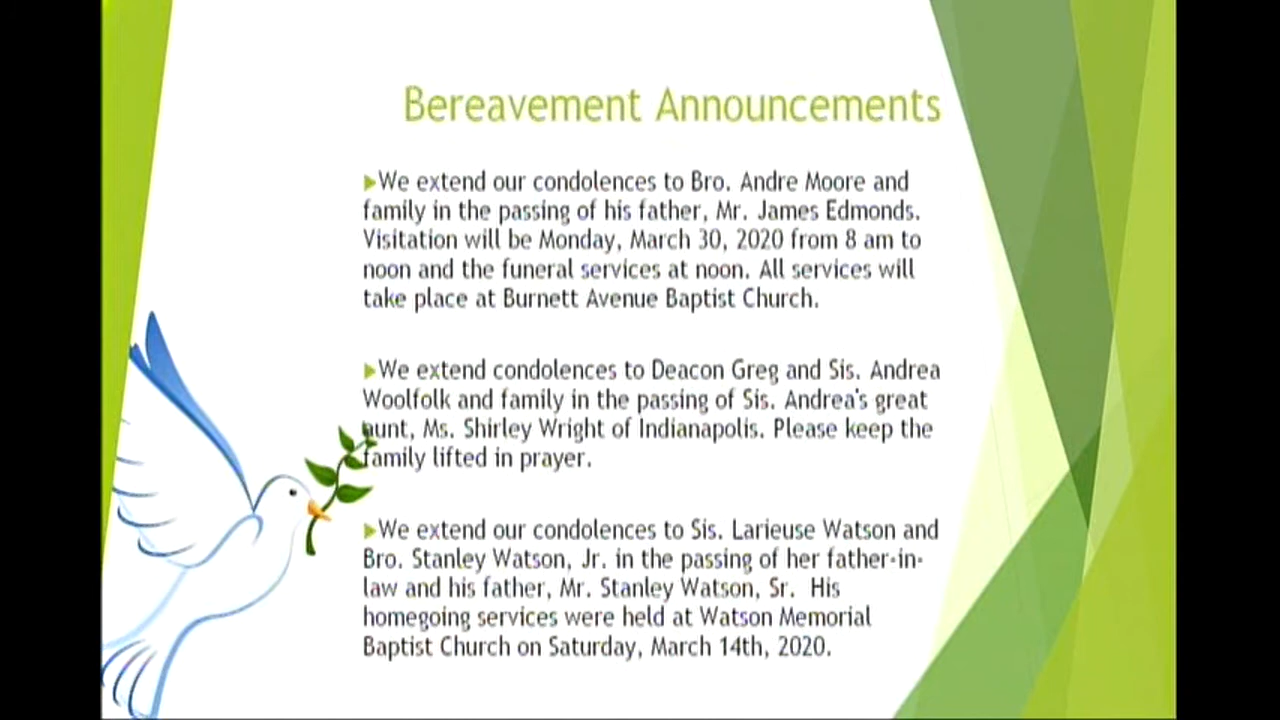 Bereavement Announcements
We extend our condolences to Bro. Andre Moore and
family in the passing of his father, Mr. James Edmonds.
Visitation will be Monday, March 30, 2020 from 8 am to
noon and the funeral services at noon. All services will
take place at Burnett Avenue Baptist Church.
We extend condolences to Deacon Greg and Sis. Andrea
Woolfolk and family in the passing of Sis. Andrea's great
aunt, Ms. Shirley Wright of Indianapolis. Please keep the
family lifted in prayer.
We extend our condolences to Sis. Larieuse Watson and
Bro. Stanley Watson, Jr. in the passing of her father-in-
law and his father, Mr. Stanley Watson, Sr. His
homegoing services were held at Watson Memorial
Baptist Church on Saturday, March 14th, 2020.